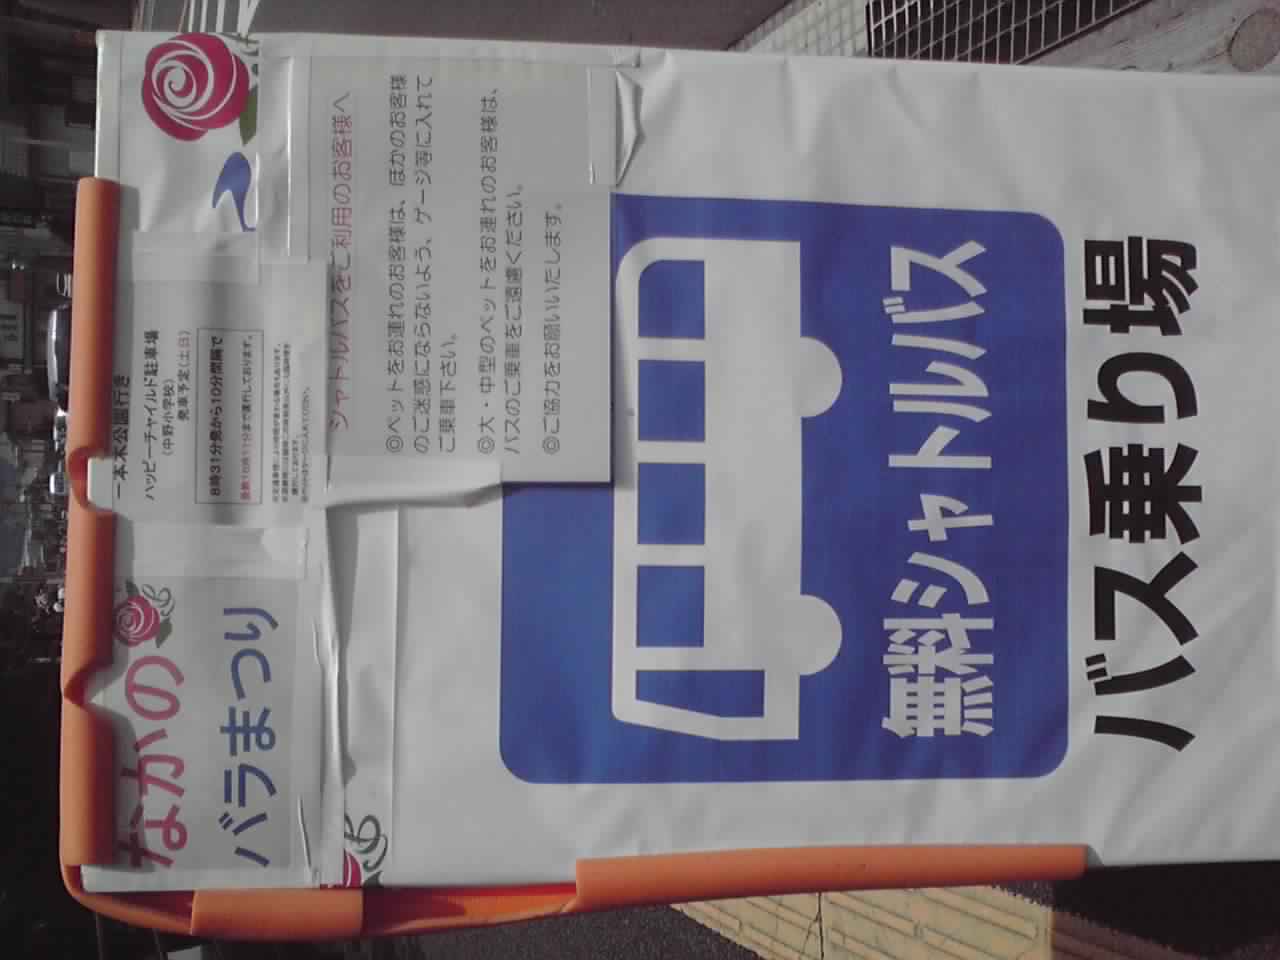 なかの
バラまつり
一本木公園行き
ハッピーチャイルド駐車場
(中野小学校)
発車予定(土日)
8時31分発から10分間隔で
シャトルバスをご利用のお客様へ
◎ペットをお連れのお客様は、ほかのお客様
のご迷惑にならないよう、ゲージ等に入れて
ご乗車下さい。
◎大・中型のペットをお連れのお客様は、
バスのご乗車をご遠慮ください。
◎ご協力をお願いいたします。
無料シャトルバス
バス乗り場